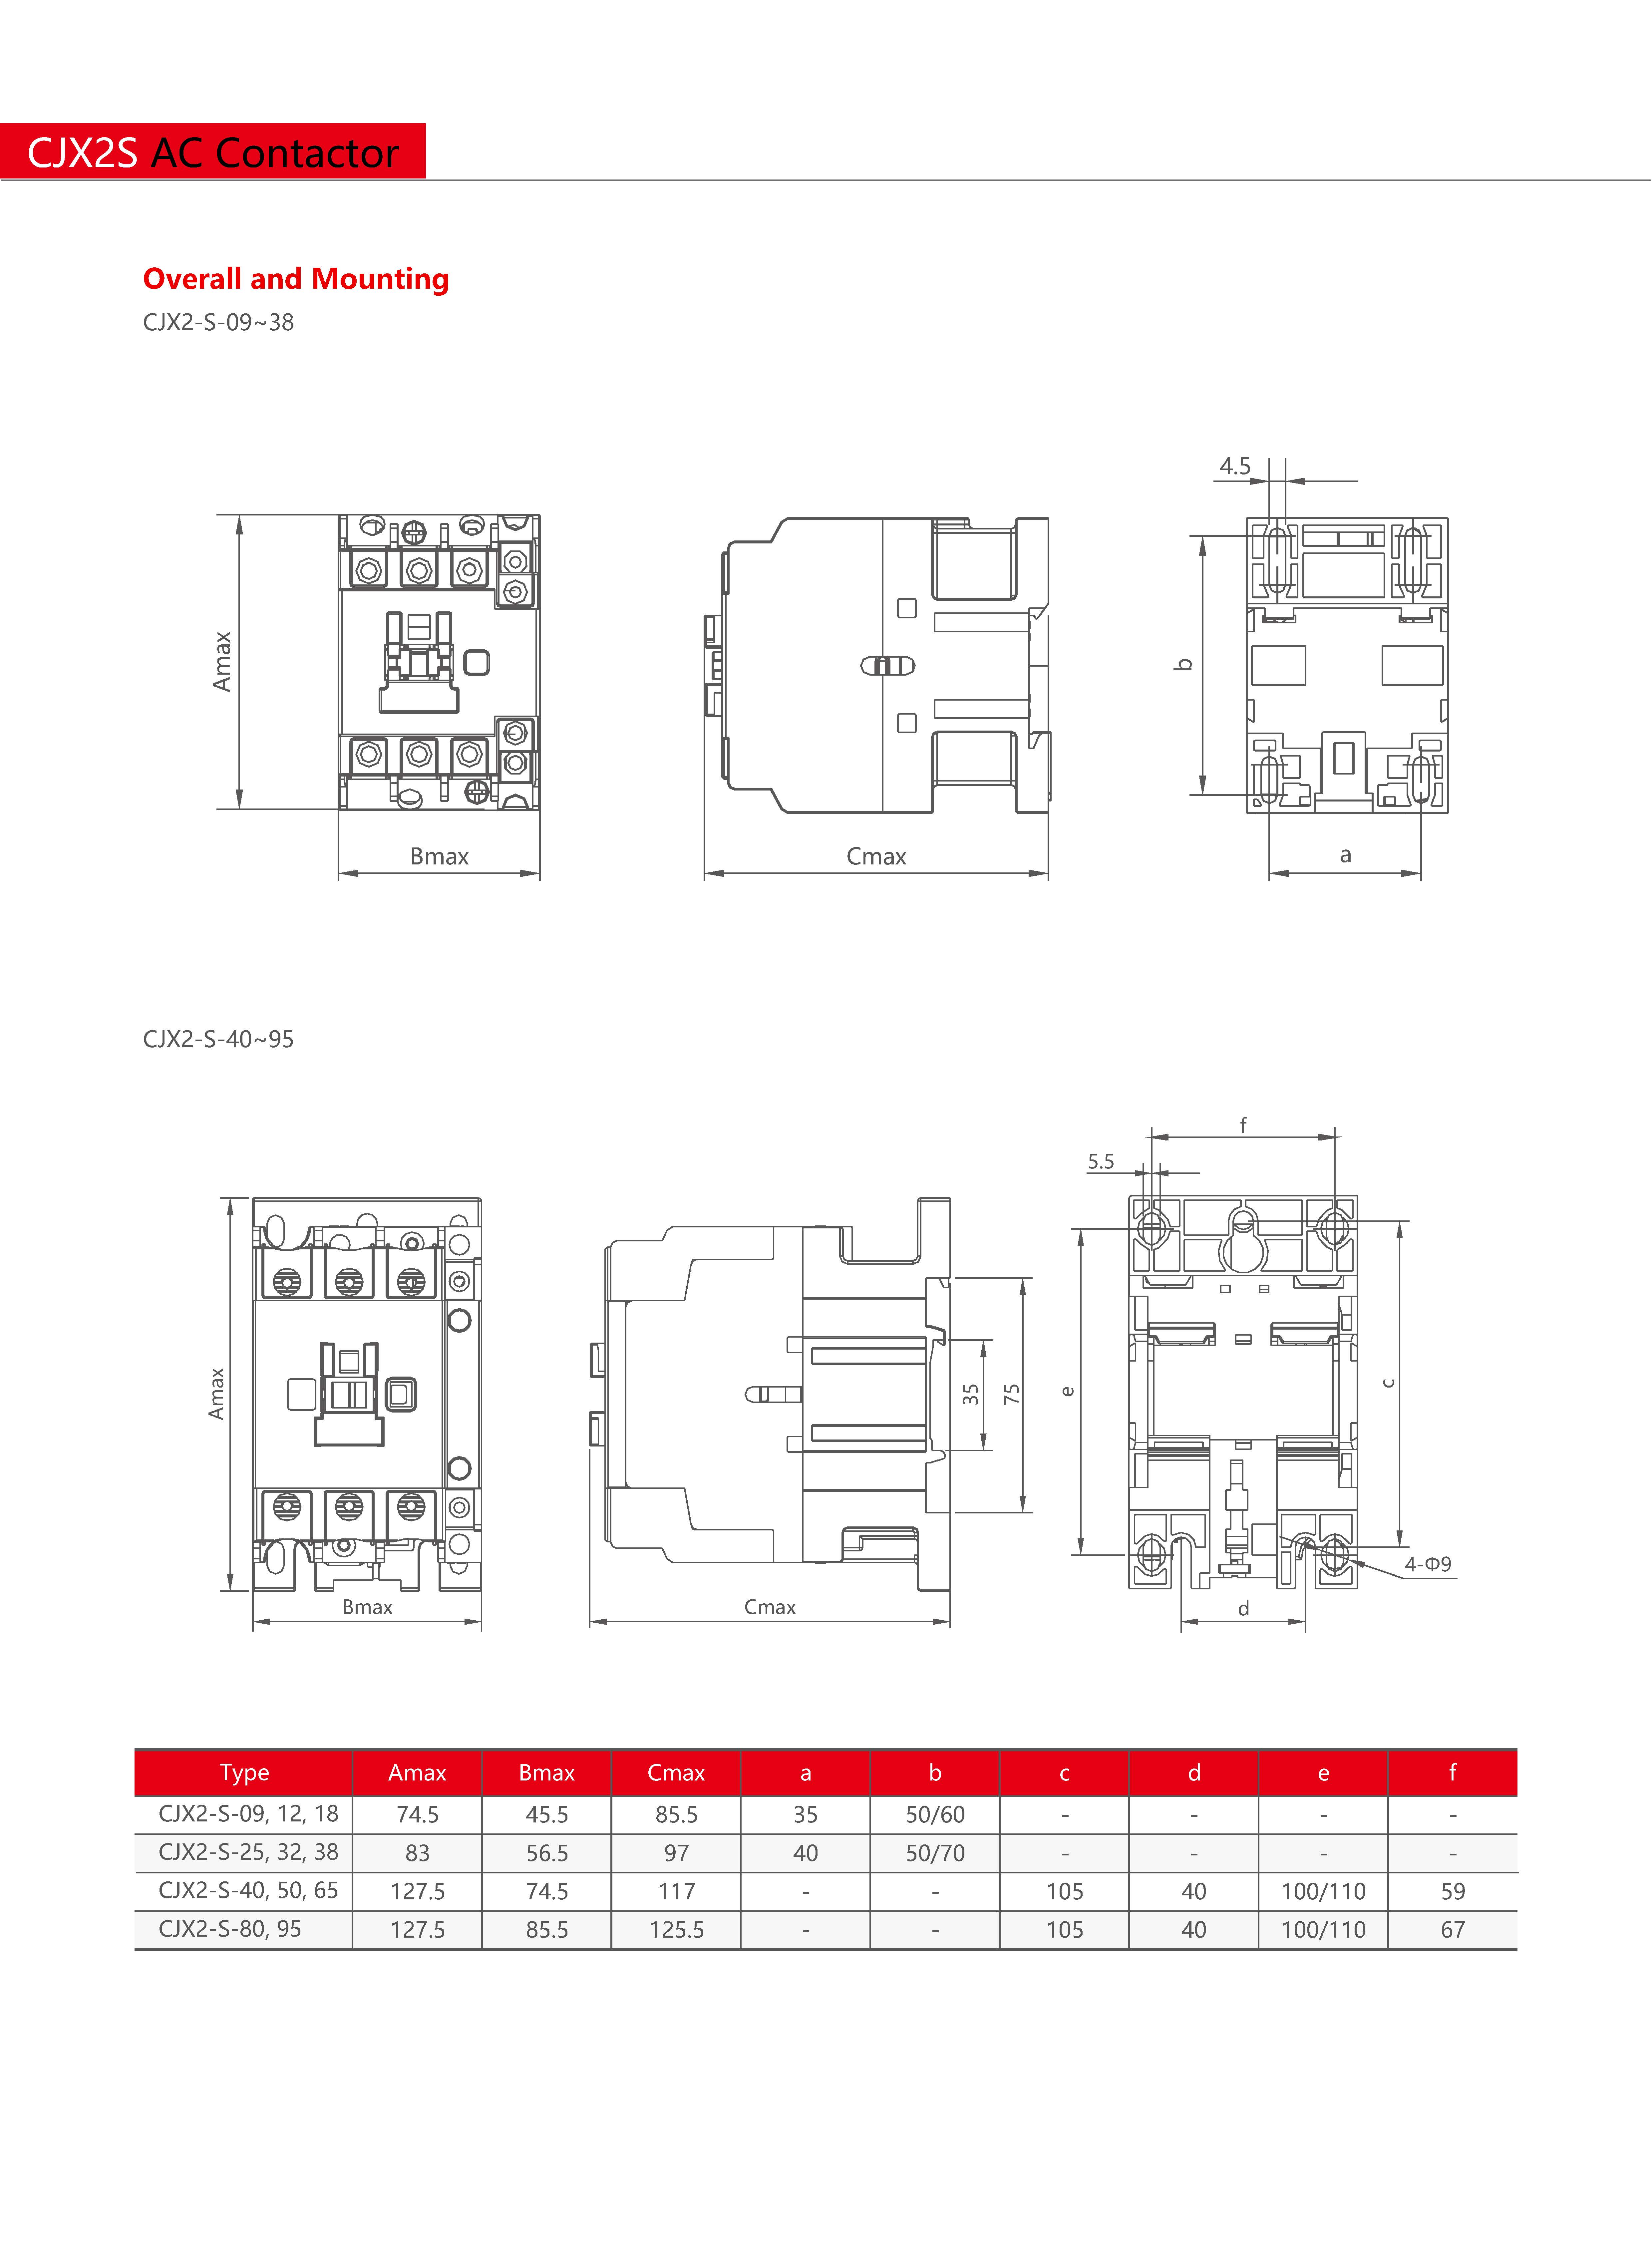 CJX2S AC Contactor
Overall and Mounting
CJX2-S-09~38
4.5
Amax
b
Bmax
Cmax
a
CJX2-S-40~95
f
5.5
Amax
35
75
e
c
4-Φ9
Bmax
Cmax
d
Type Amax Bmax Cmax a b c d e f
CJX2-S-09, 12, 18 74.5 45.5 85.5 35 50/60 - - - -
CJX2-S-25, 32, 38 83 56.5 97 40 50/70 - - - -
CJX2-S-40, 50, 65 127.5 74.5 117 - - 105 40 100/110 59
CJX2-S-80, 95 127.5 85.5 125.5 - - 105 40 100/110 67